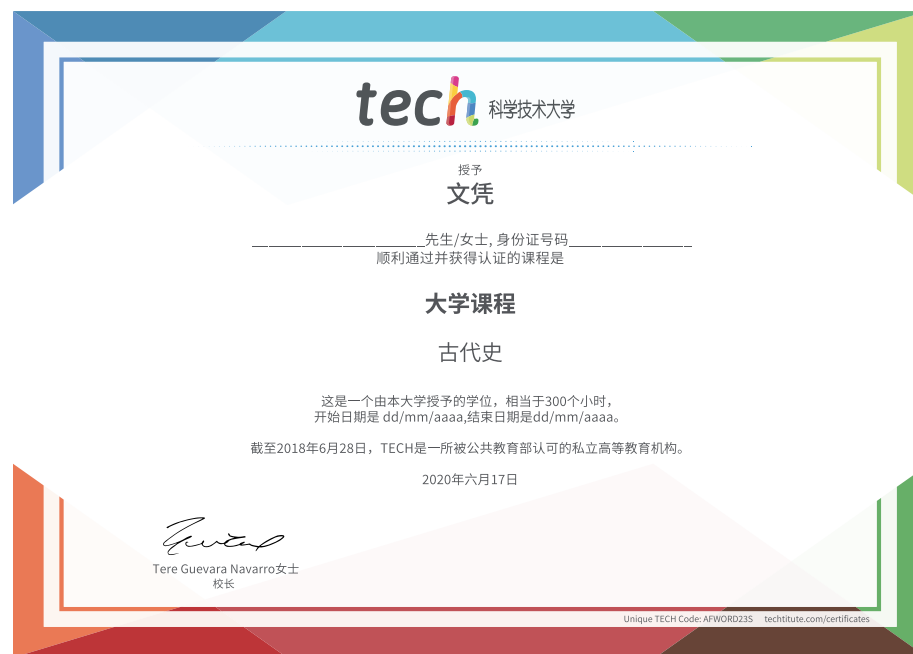 tech 科学技术大学
授予
文凭
________________________先生/女士, 身份证号码_______________
顺利通过并获得认证的课程是
大学课程
古代史
这是一个由本大学授予的学位，相当于300个小时，
开始日期是 dd/mm/aaaa,结束日期是dd/mm/aaaa。
截至2018年6月28日，TECH是一所被公共教育部认可的私立高等教育机构。
2020年六月17日
Tere Guevara Navarro女士
校长
Unique TECH Code: AFWORD23S techtitute.com/certificates